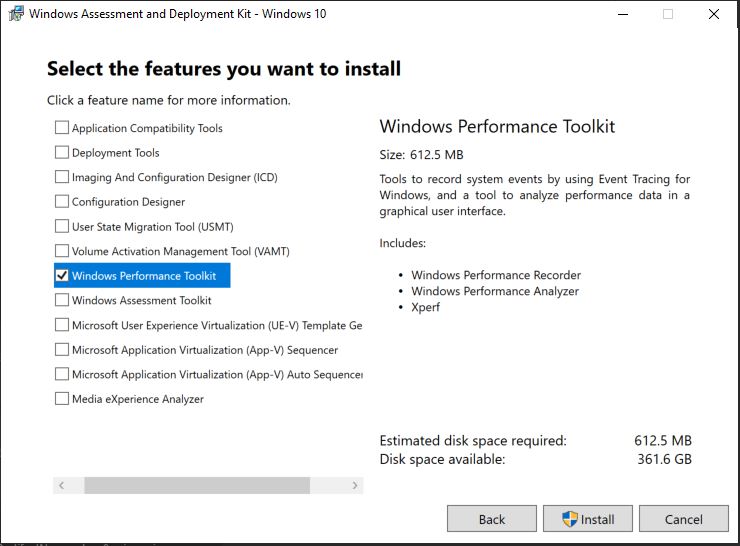 Windows Assessment and Deployment Kit - Windows 10
Select the features you want to install
Click a feature name for more information.
Application Compatibility Tools
Deployment Tools
Imaging And Configuration Designer (ICD)
Configuration Designer
User State Migration Tool (USMT)
Volume Activation Management Tool (VAMT)
Windows Performance Toolkit
Windows Assessment Toolkit
Microsoft User Experience Virtualization (UE-V) Template Ge
Microsoft Application Virtualization (App-V) Sequencer
Microsoft Application Virtualization (App-V) Auto Sequencer
Media eXperience Analyzer
Windows Performance Toolkit
Size: 612.5 MB
Tools to record system events by using Event Tracing for
Windows, and a tool to analyze performance data in a
graphical user interface.
Includes:
• Windows Performance Recorder
• Windows Performance Analyzer
• Xperf
Estimated disk space required: 612.5 MB
Disk space available: 361.6 GB
Back
Install
Cancel